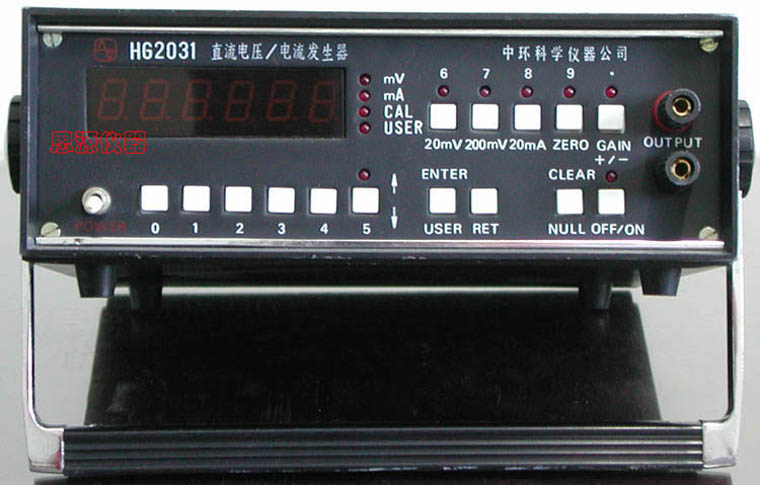 HG2031 直流电压/电流发生器 中环科学仪器公司
mV
mA
CAL
USER
思源仪器
6 7 8 9 ·
20mV 200mV 20mA ZERO GAIN
+/−
OUTPUT
ENTER CLEAR
POWER 0 1 2 3 4 5 USER RET NULL OFF/ON